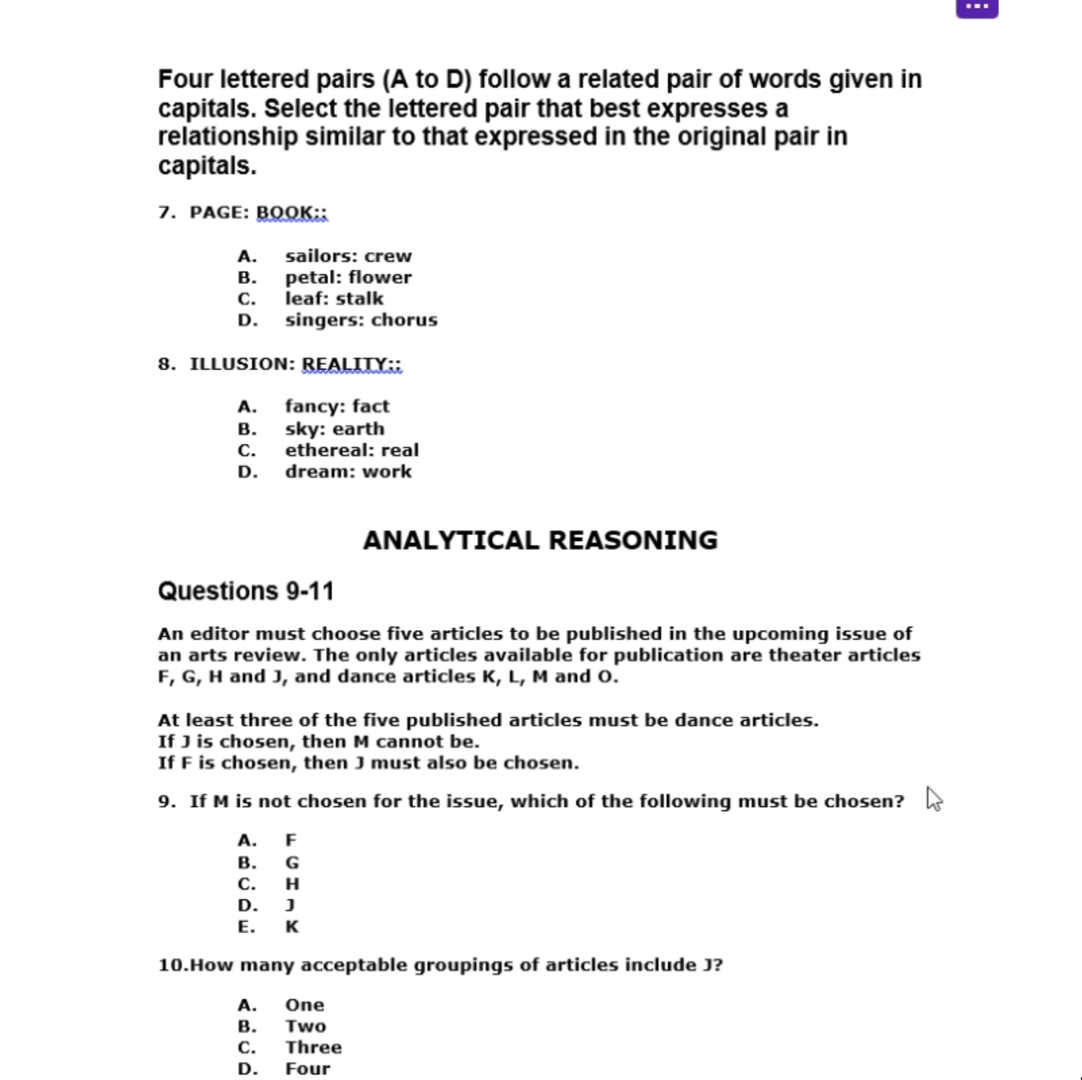 Four lettered pairs (A to D) follow a related pair of words given in
capitals. Select the lettered pair that best expresses a
relationship similar to that expressed in the original pair in
capitals.
7. PAGE: BOOK::
A. sailors: crew
B. petal: flower
C. leaf: stalk
D. singers: chorus
8. ILLUSION: REALITY::
A. fancy: fact
B. sky: earth
C. ethereal: real
D. dream: work
ANALYTICAL REASONING
Questions 9-11
An editor must choose five articles to be published in the upcoming issue of
an arts review. The only articles available for publication are theater articles
F, G, H and J, and dance articles K, L, M and O.
At least three of the five published articles must be dance articles.
If J is chosen, then M cannot be.
If F is chosen, then J must also be chosen.
9. If M is not chosen for the issue, which of the following must be chosen?
A. F
B. G
C. H
D. J
E. K
10.How many acceptable groupings of articles include J?
A. One
B. Two
C. Three
D. Four